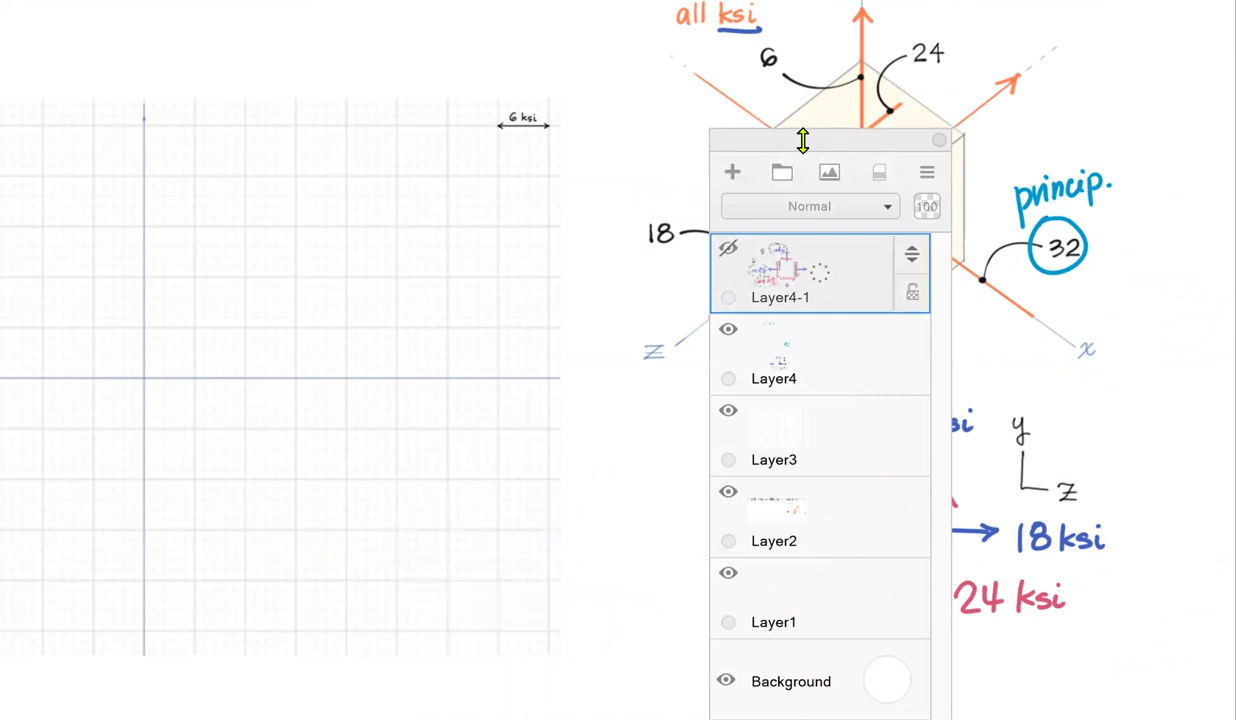 all ksi
6
24
6 ksi
princip.
Normal
100
18
32
Layer4-1
z
x
Layer4
si
y
Layer3
z
18 ksi
Layer2
24 ksi
Layer1
Background